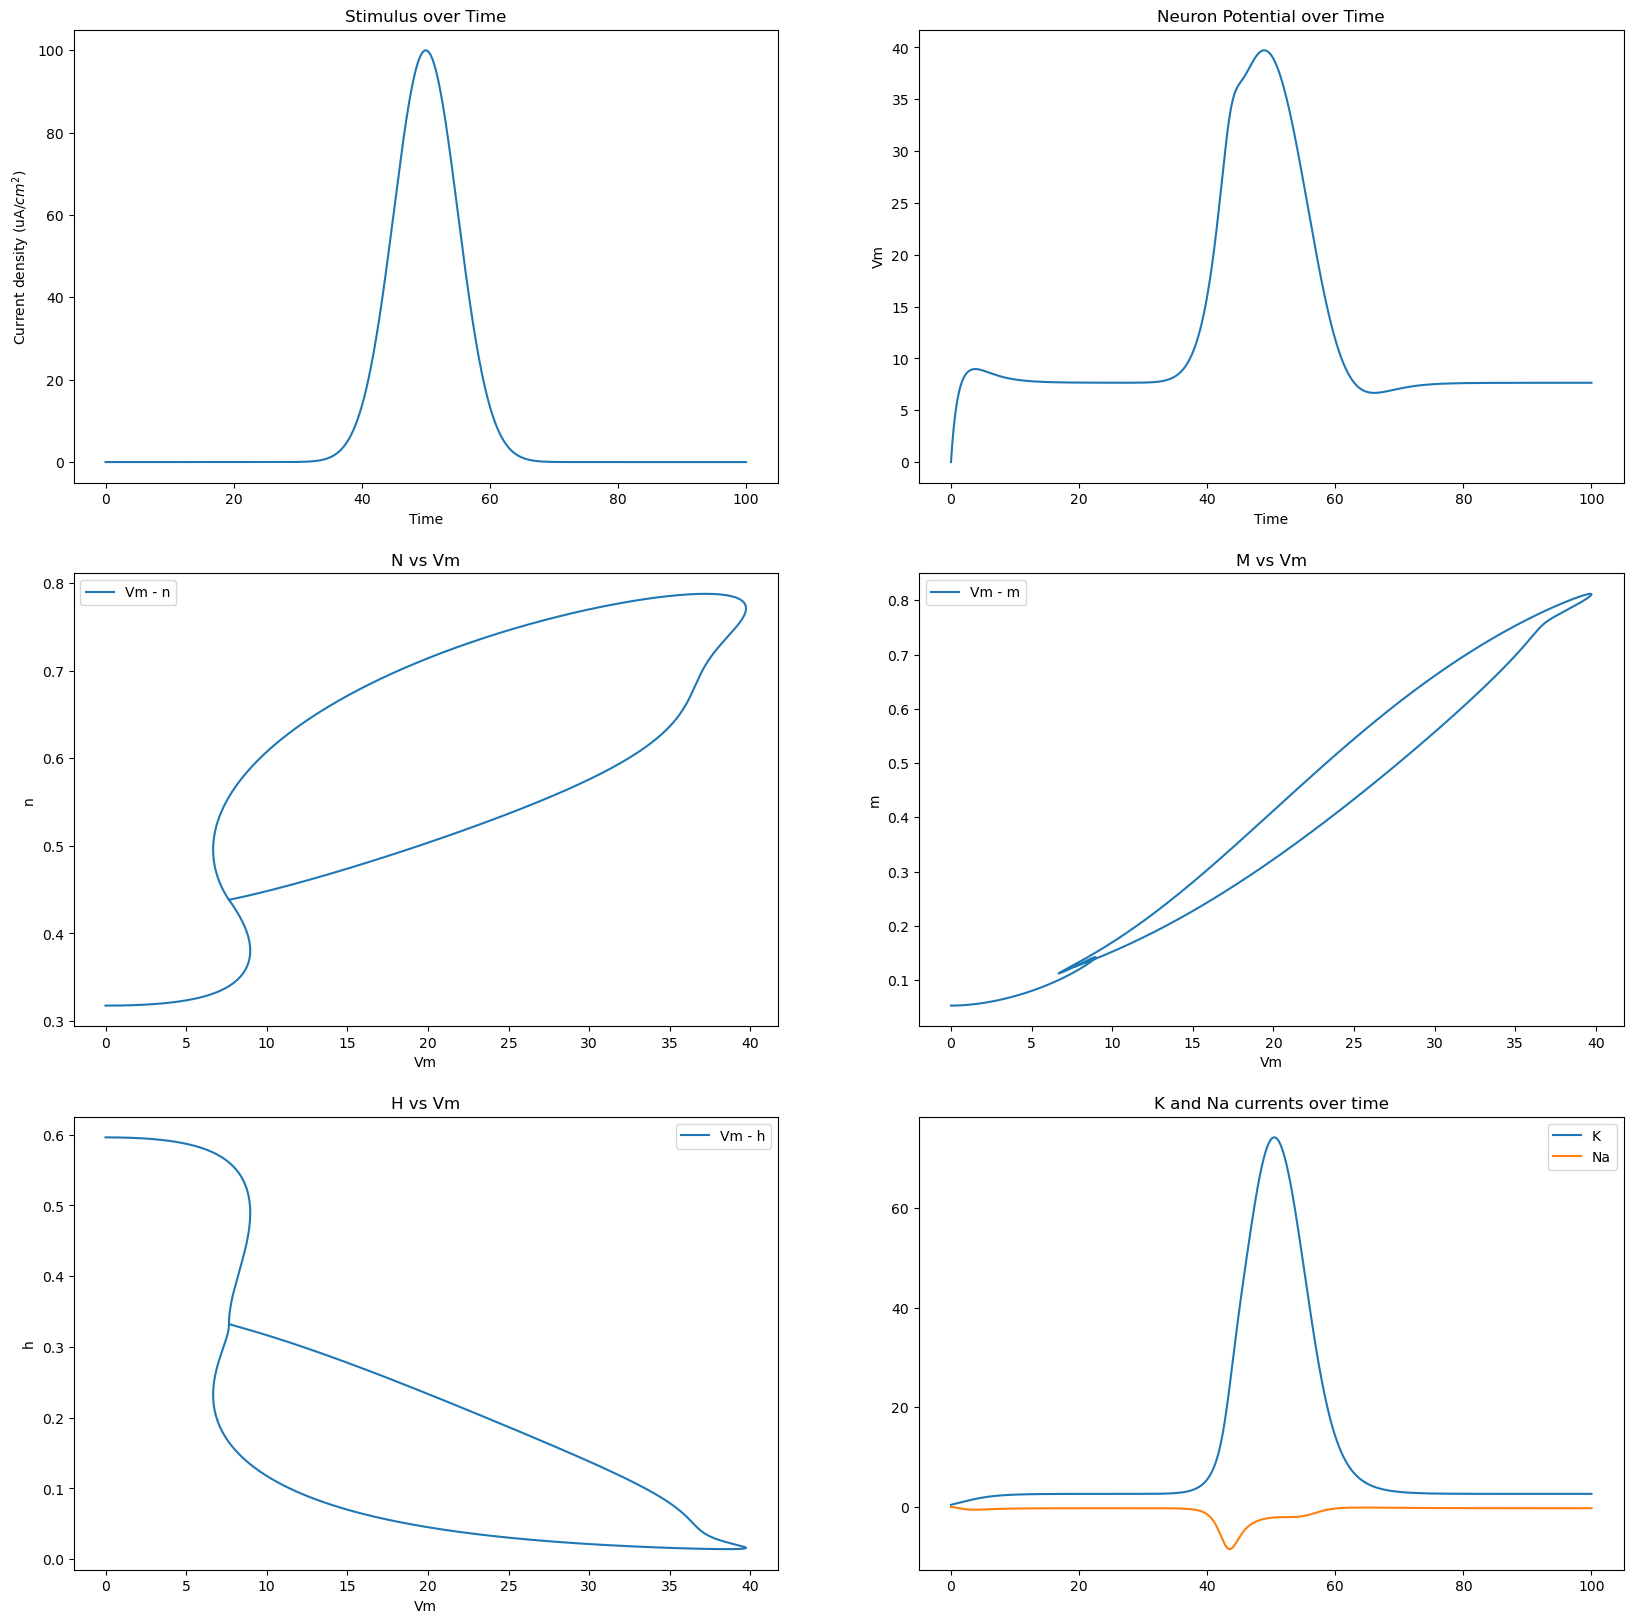 Stimulus over Time
100
80
60
40
20
0
Current density (uA/cm²)
0 20 40 60 80 100
Time
Neuron Potential over Time
40
35
30
25
20
15
10
5
0
Vm
0 20 40 60 80 100
Time
N vs Vm
Vm - n
0.8
0.7
0.6
0.5
0.4
0.3
n
0 5 10 15 20 25 30 35 40
Vm
M vs Vm
Vm - m
0.8
0.7
0.6
0.5
0.4
0.3
0.2
0.1
m
0 5 10 15 20 25 30 35 40
Vm
H vs Vm
Vm - h
0.6
0.5
0.4
0.3
0.2
0.1
0.0
h
0 5 10 15 20 25 30 35 40
Vm
K and Na currents over time
K
Na
60
40
20
0
0 20 40 60 80 100